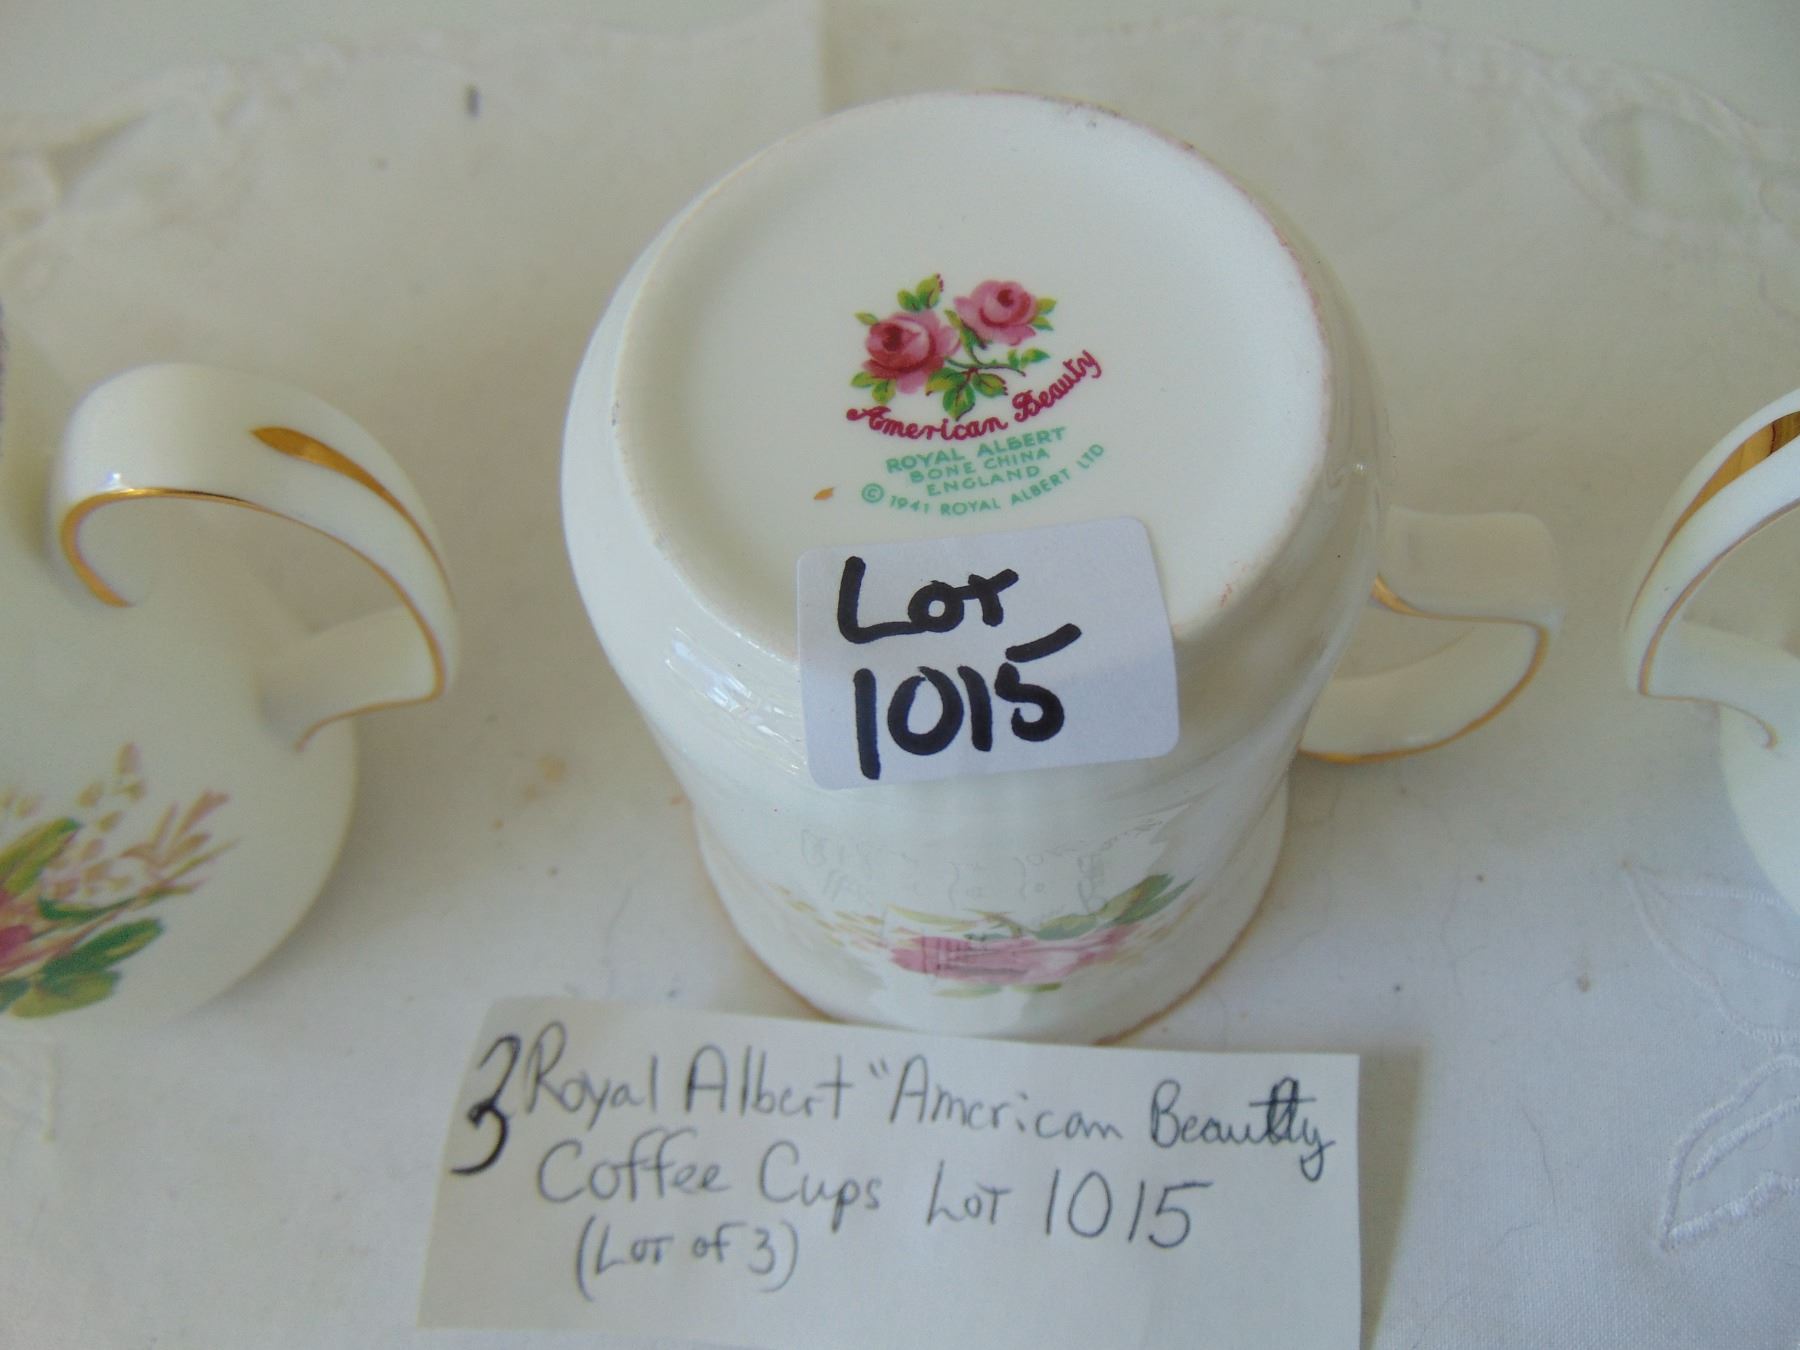 American Beauty
ROYAL ALBERT
BONE CHINA
ENGLAND
© 1941 ROYAL ALBERT LTD
Lot
1015
3 Royal Albert "American Beautty
Coffee Cups Lot 1015
(Lot of 3)